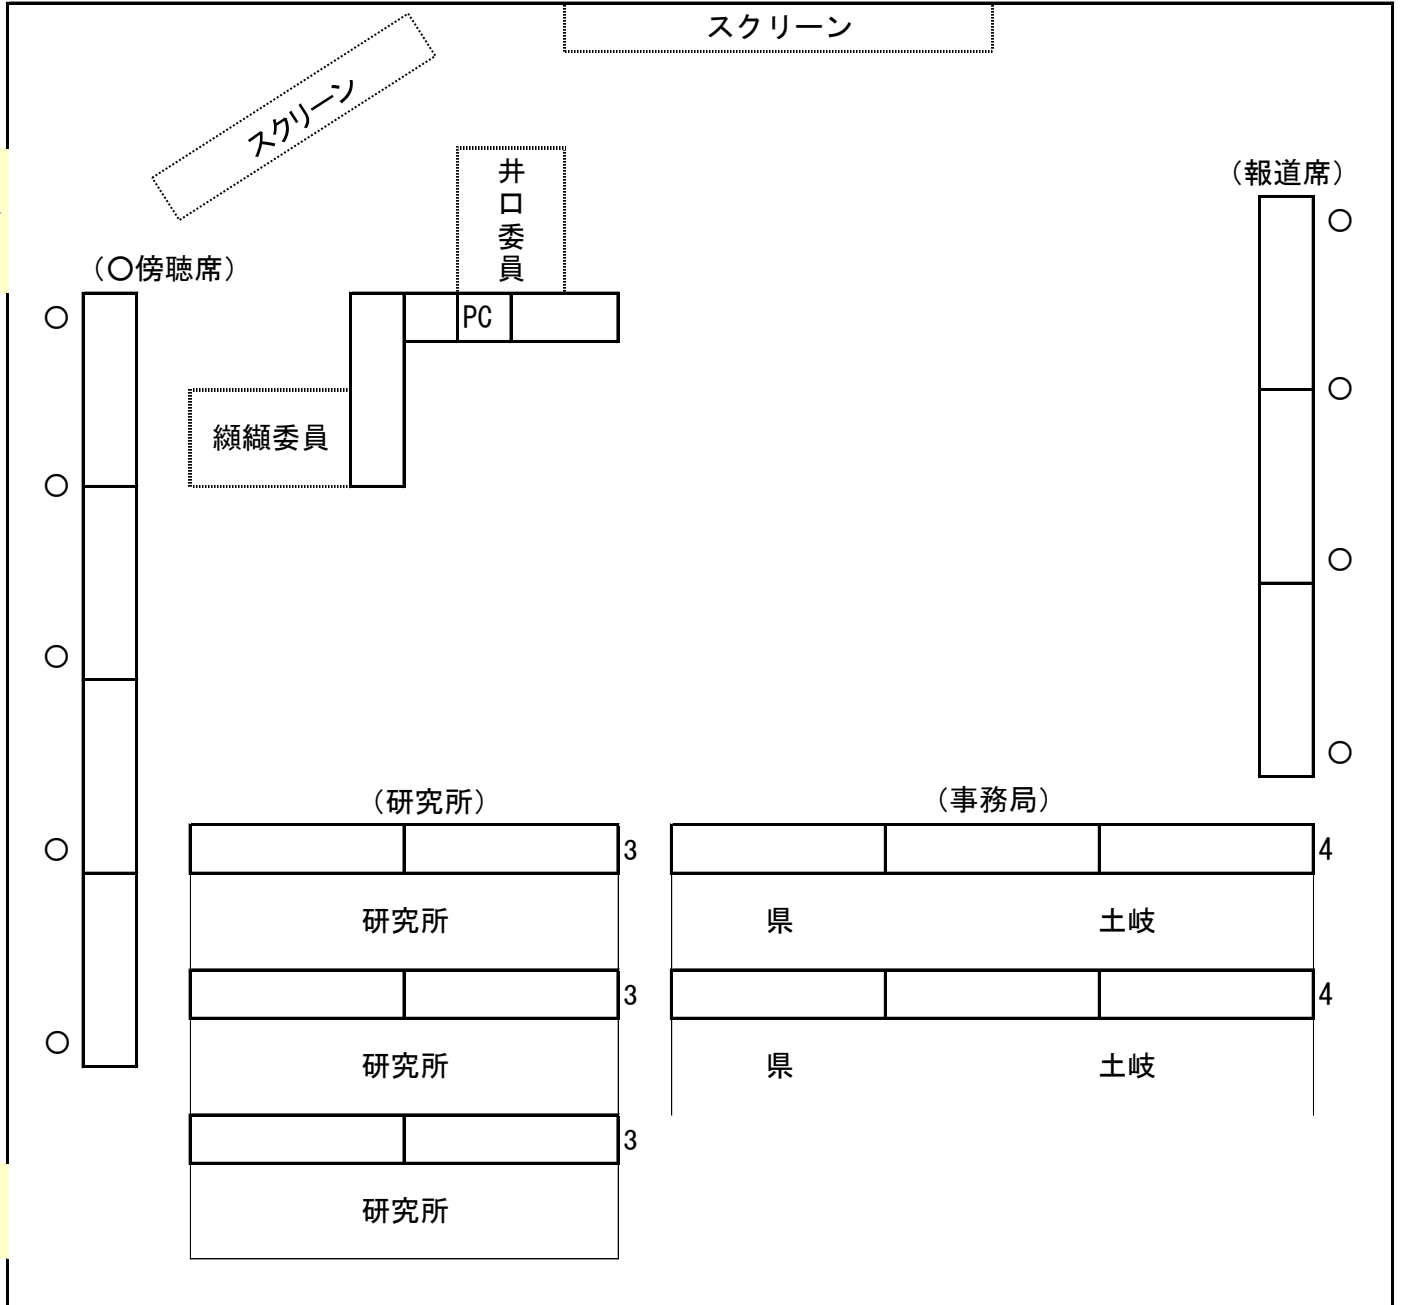 スクリーン
スクリーン
井口委員
(報道席)
○
(○傍聴席)
○
PC
○
纐纈委員
○
○
○
○
(研究所)
(事務局)
○
3
4
研究所
県
土岐
3
4
○
研究所
県
土岐
3
研究所